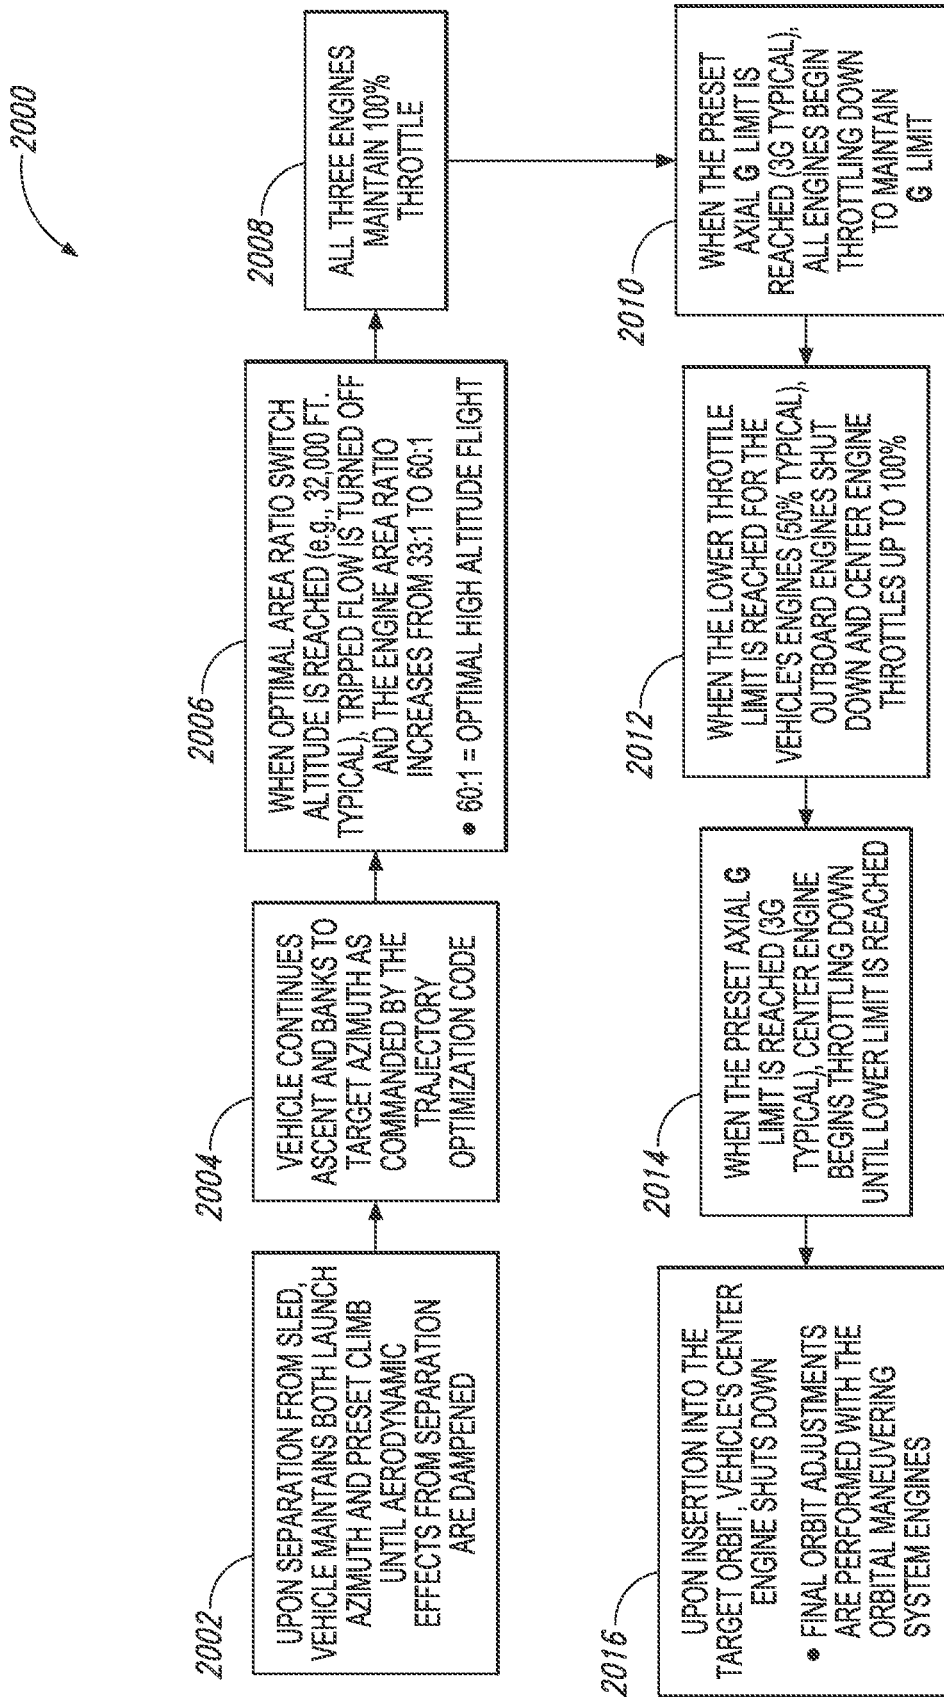 2000
2002
UPON SEPARATION FROM SLED,
VEHICLE MAINTAINS BOTH LAUNCH
AZIMUTH AND PRESET CLIMB
UNTIL AERODYNAMIC
EFFECTS FROM SEPARATION
ARE DAMPENED
2004
VEHICLE CONTINUES
ASCENT AND BANKS TO
TARGET AZIMUTH AS
COMMANDED BY THE
TRAJECTORY
OPTIMIZATION CODE
2006
WHEN OPTIMAL AREA RATIO SWITCH
ALTITUDE IS REACHED (e.g., 32,000 FT.
TYPICAL), TRIPPED FLOW IS TURNED OFF
AND THE ENGINE AREA RATIO
INCREASES FROM 33:1 TO 60:1
• 60:1 = OPTIMAL HIGH ALTITUDE FLIGHT
2008
ALL THREE ENGINES
MAINTAIN 100%
THROTTLE
2010
WHEN THE PRESET
AXIAL G LIMIT IS
REACHED (3G TYPICAL),
ALL ENGINES BEGIN
THROTTLING DOWN
TO MAINTAIN
G LIMIT
2012
WHEN THE LOWER THROTTLE
LIMIT IS REACHED FOR THE
VEHICLE'S ENGINES (50% TYPICAL),
OUTBOARD ENGINES SHUT
DOWN AND CENTER ENGINE
THROTTLES UP TO 100%
2014
WHEN THE PRESET AXIAL G
LIMIT IS REACHED (3G
TYPICAL), CENTER ENGINE
BEGINS THROTTLING DOWN
UNTIL LOWER LIMIT IS REACHED
2016
UPON INSERTION INTO THE
TARGET ORBIT, VEHICLE'S CENTER
ENGINE SHUTS DOWN
• FINAL ORBIT ADJUSTMENTS
ARE PERFORMED WITH THE
ORBITAL MANEUVERING
SYSTEM ENGINES